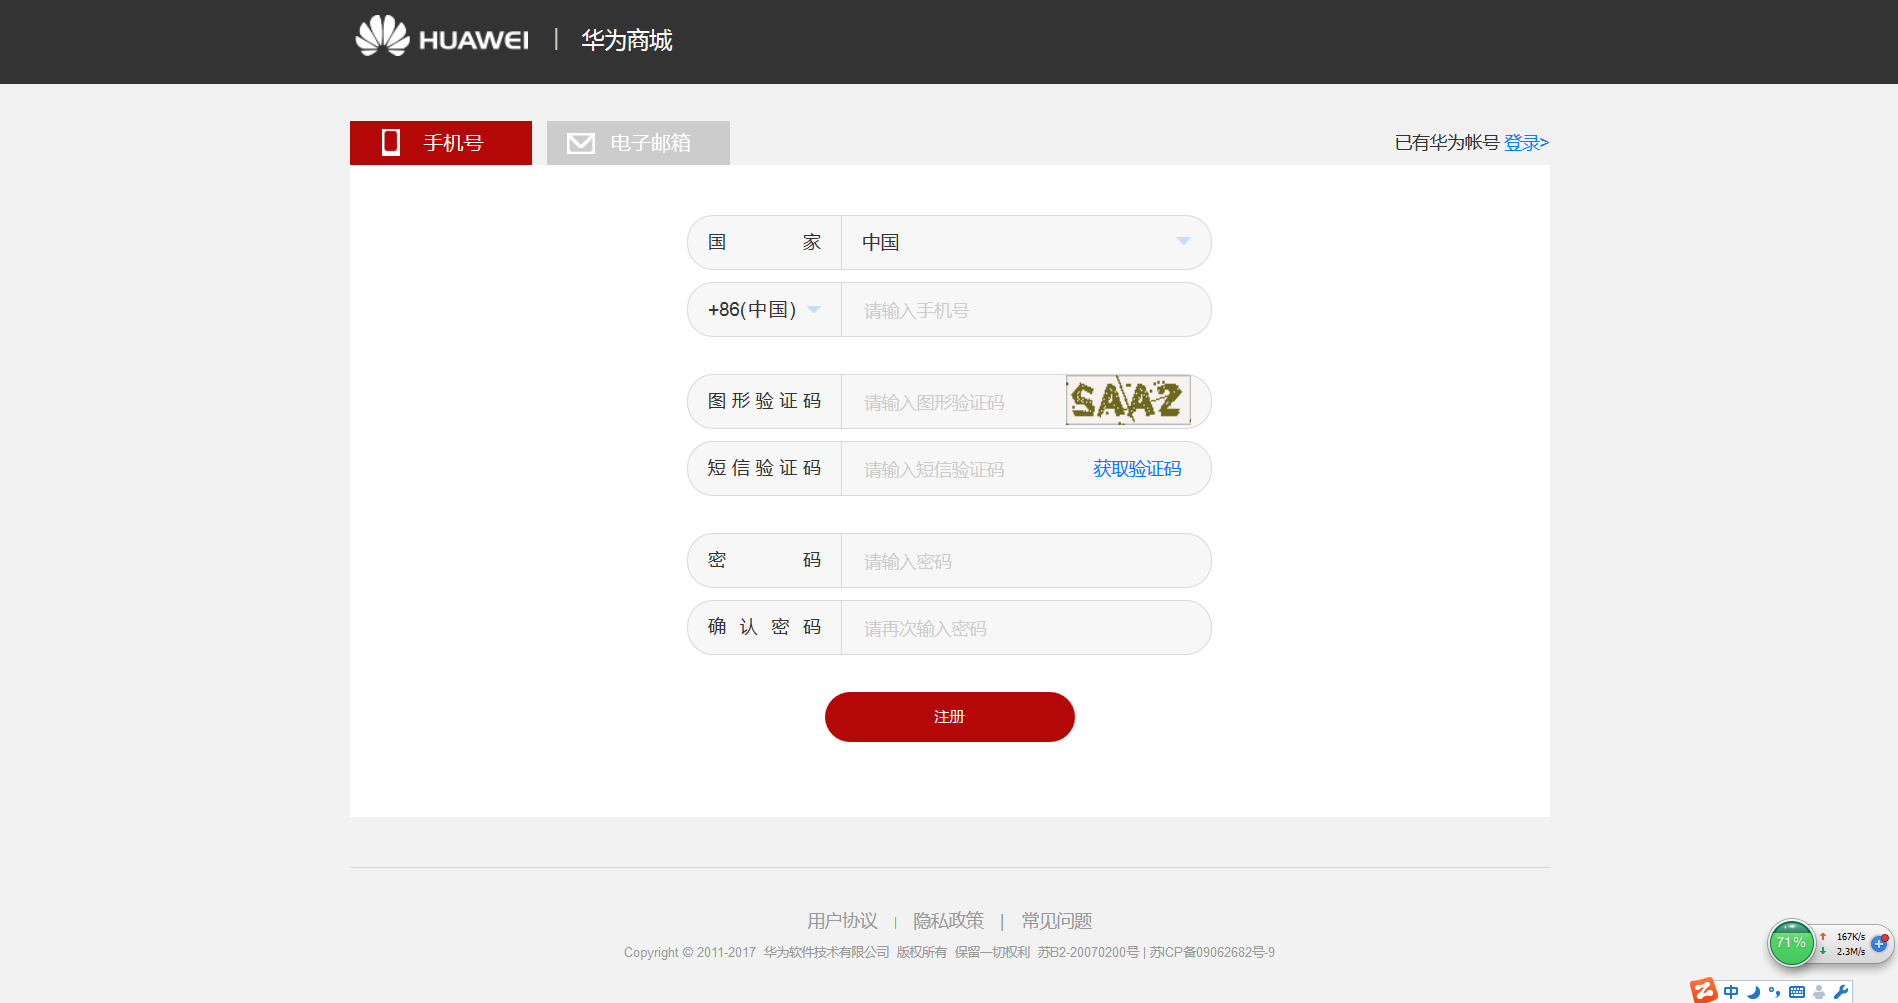 HUAWEI | 华为商城
手机号 电子邮箱 已有华为帐号 登录>
国家 中国
+86(中国) 请输入手机号
图形验证码 请输入图形验证码 SAA2
短信验证码 请输入短信验证码 获取验证码
密码 请输入密码
确认密码 请再次输入密码
注册
用户协议 | 隐私政策 | 常见问题
Copyright © 2011-2017 华为软件技术有限公司 版权所有 保留一切权利 苏B2-20070200号 | 苏ICP备09062682号-9
71% 167K/s
2.3M/s
中